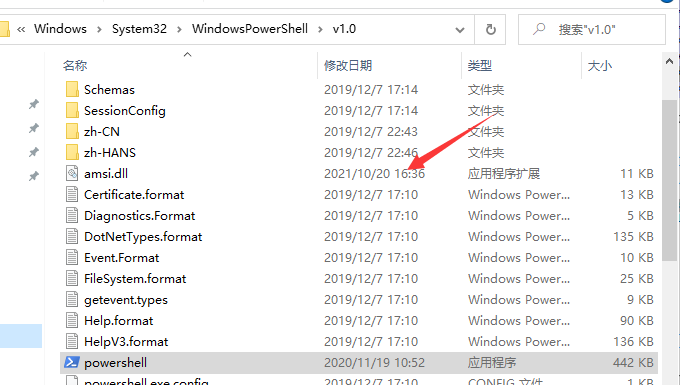 « Windows › System32 › WindowsPowerShell › v1.0
搜索"v1.0"
名称 修改日期 类型 大小
Schemas 2019/12/7 17:14 文件夹
SessionConfig 2019/12/7 17:14 文件夹
zh-CN 2019/12/7 22:43 文件夹
zh-HANS 2019/12/7 22:46 文件夹
amsi.dll 2021/10/20 16:36 应用程序扩展 11 KB
Certificate.format 2019/12/7 17:10 Windows Power... 13 KB
Diagnostics.Format 2019/12/7 17:10 Windows Power... 5 KB
DotNetTypes.format 2019/12/7 17:10 Windows Power... 135 KB
Event.Format 2019/12/7 17:10 Windows Power... 10 KB
FileSystem.format 2019/12/7 17:10 Windows Power... 25 KB
getevent.types 2019/12/7 17:10 Windows Power... 9 KB
Help.format 2019/12/7 17:10 Windows Power... 90 KB
HelpV3.format 2019/12/7 17:10 Windows Power... 136 KB
powershell 2020/11/19 10:52 应用程序 442 KB
powershell.exe.config 2019/12/7 17:10 CONFIG 文件 1 KB